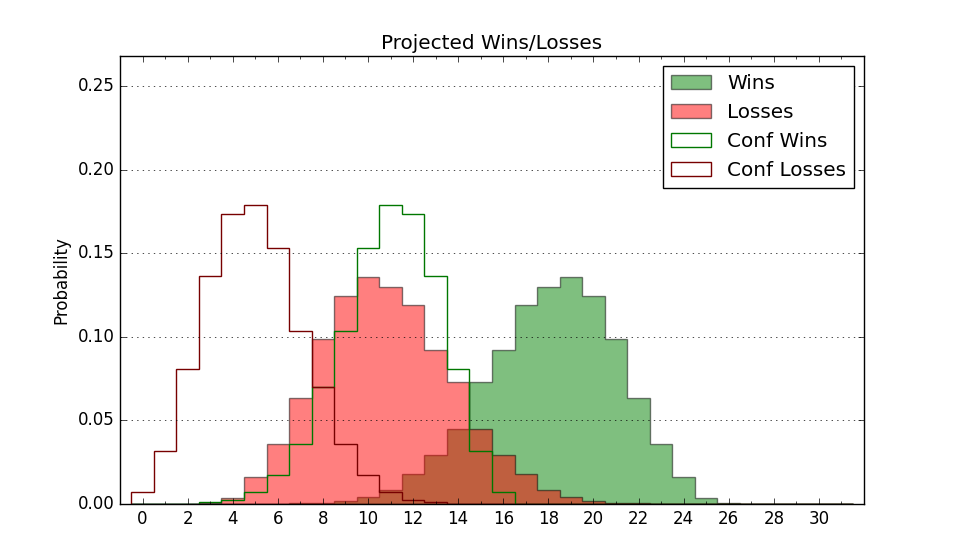 Projected Wins/Losses
0.25
0.20
0.15
0.10
0.05
0.00
Probability
Wins
Losses
Conf Wins
Conf Losses
0 2 4 6 8 10 12 14 16 18 20 22 24 26 28 30